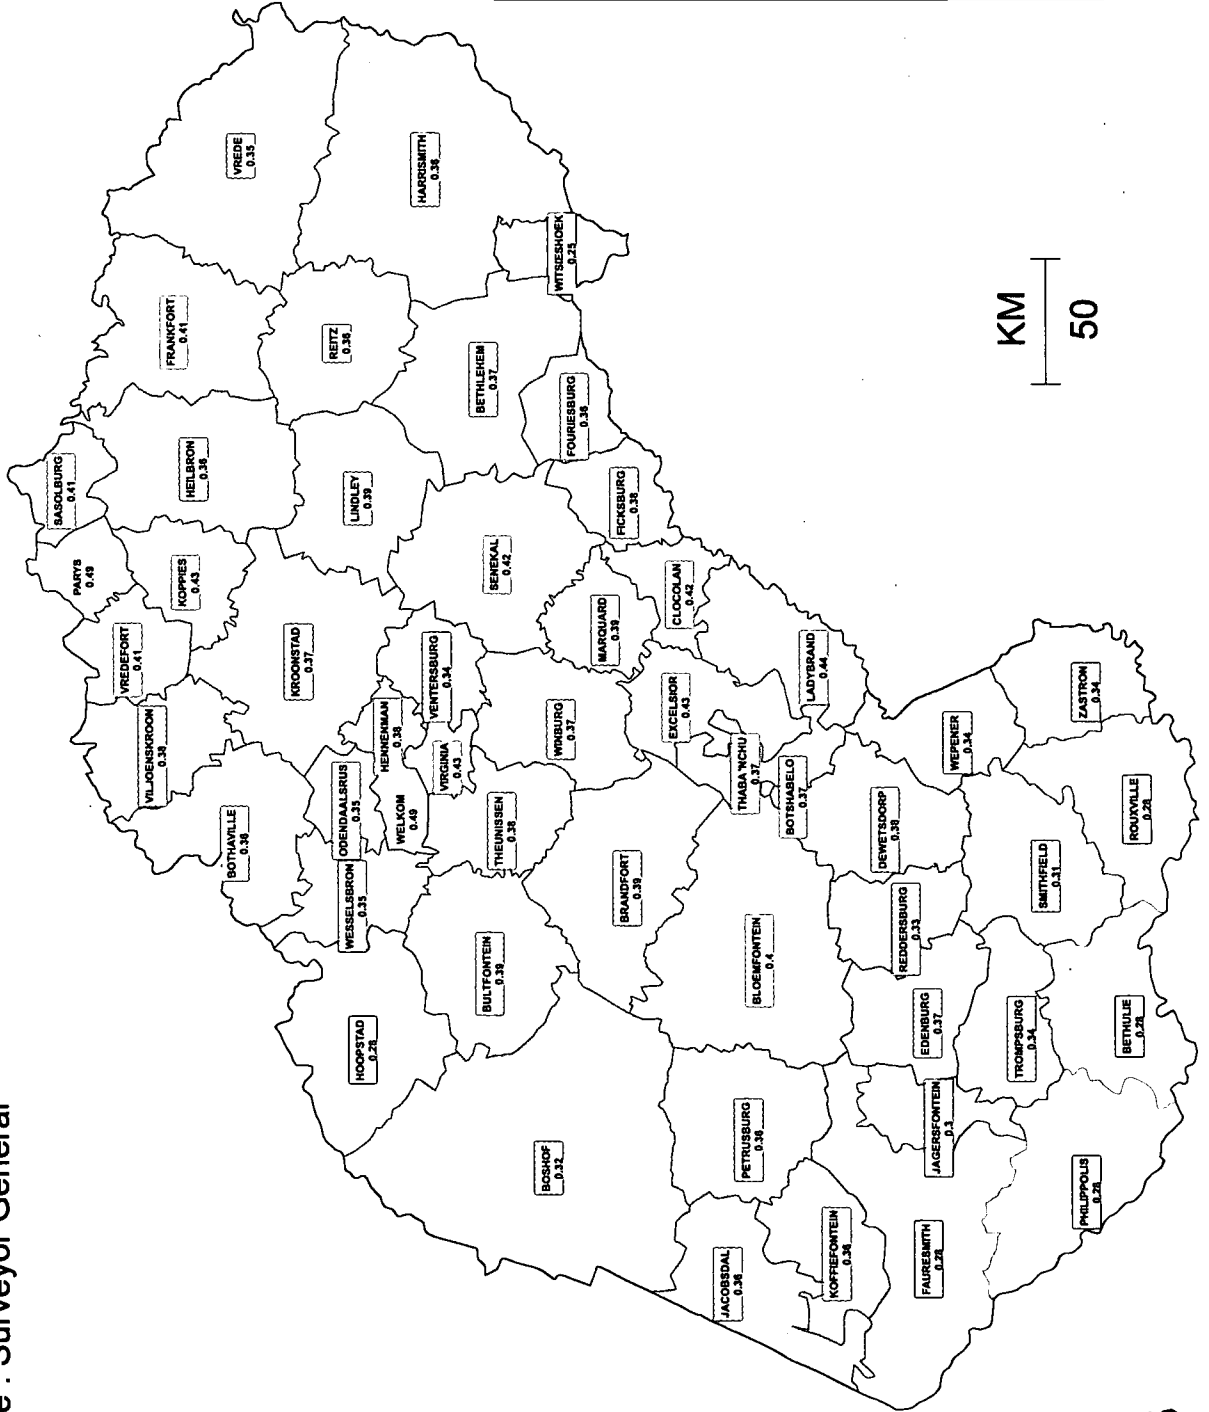 e : Surveyor General
SASOLBURG
0.41
PARYS
0.49
VREDEFORT
0.41
VILJOENSKROON
0.38
KOPPIES
0.43
HEILBRON
0.36
FRANKFORT
0.41
VREDE
0.35
BOTHAVILLE
0.36
KROONSTAD
0.37
LINDLEY
0.39
REITZ
0.36
HARRISMITH
0.36
HOOPSTAD
0.28
WESSELSBRON
0.35
ODENDAALSRUS
0.35
HENNENMAN
0.38
WELKOM
0.49
VIRGINIA
0.43
VENTERSBURG
0.34
SENEKAL
0.42
BETHLEHEM
0.37
WITSIESHOEK
0.25
BULTFONTEIN
0.39
THEUNISSEN
0.38
WINBURG
0.37
MARQUARD
0.39
FICKSBURG
0.38
FOURIESBURG
0.36
BOSHOF
0.32
BRANDFORT
0.39
EXCELSIOR
0.43
CLOCOLAN
0.42
JACOBSDAL
0.36
PETRUSBURG
0.36
BLOEMFONTEIN
0.4
BOTSHABELO
0.37
THABA 'NCHU
0.37
LADYBRAND
0.44
KOFFIEFONTEIN
0.36
FAURESMITH
0.28
JAGERSFONTEIN
0.3
EDENBURG
0.37
REDDERSBURG
0.33
DEWETSDORP
0.38
WEPENER
0.34
PHILIPPOLIS
0.28
TROMPSBURG
0.34
BETHULIE
0.28
SMITHFIELD
0.31
ROUXVILLE
0.28
ZASTRON
0.34
KM
50